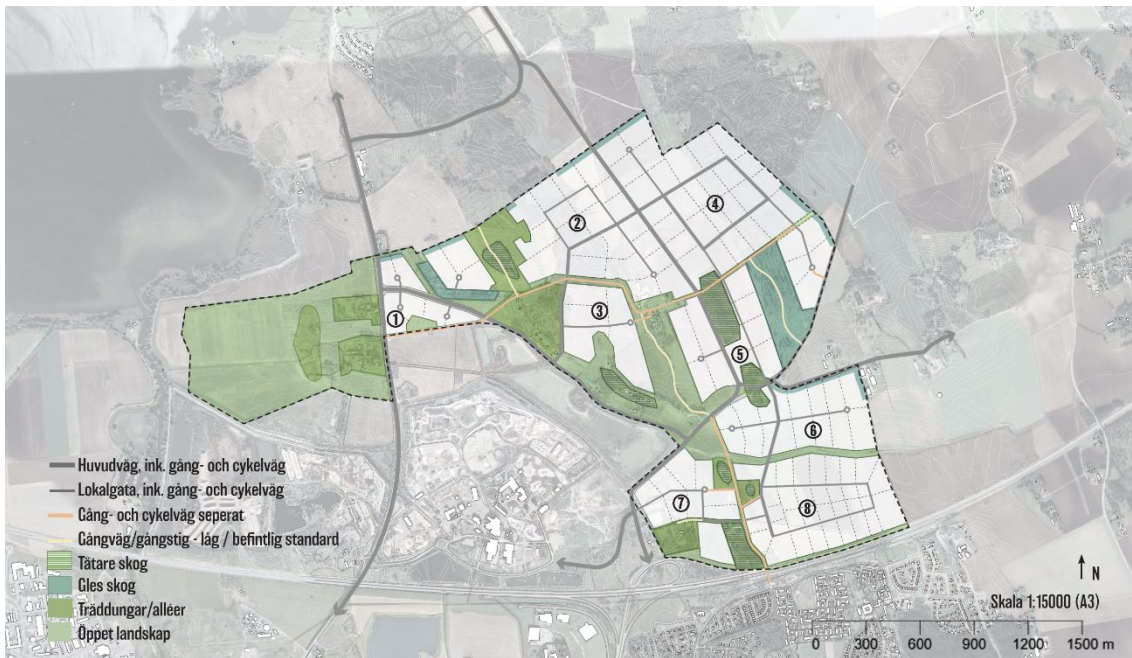 ④
②
③
①
⑤
⑥
⑦
⑧
Huvudväg, ink. gång- och cykelväg
Lokalgata, ink. gång- och cykelväg
Gång- och cykelväg seperat
Gångväg/gångstig - låg / befintlig standard
Tätare skog
Gles skog
Träddungar/alléer
Öppet landskap
N
Skala 1:15000 (A3)
0 300 600 900 1200 1500 m